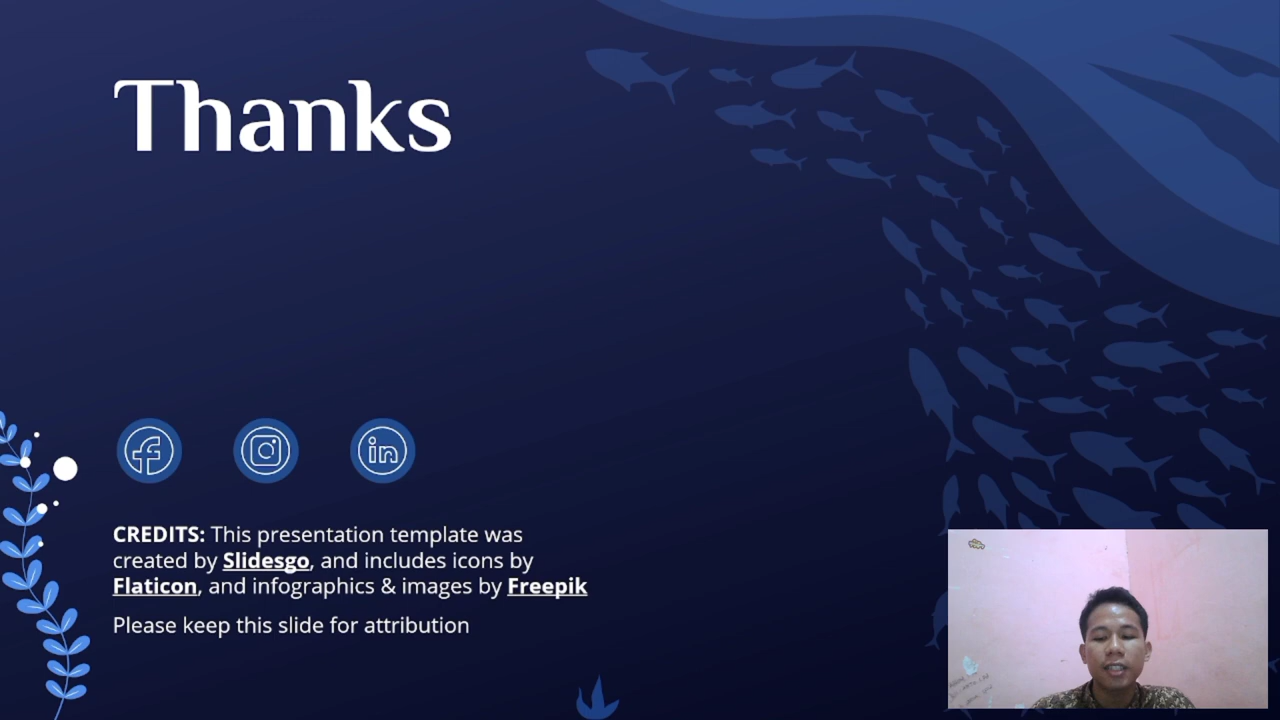 Thanks
CREDITS: This presentation template was
created by Slidesgo, and includes icons by
Flaticon, and infographics & images by Freepik
Please keep this slide for attribution